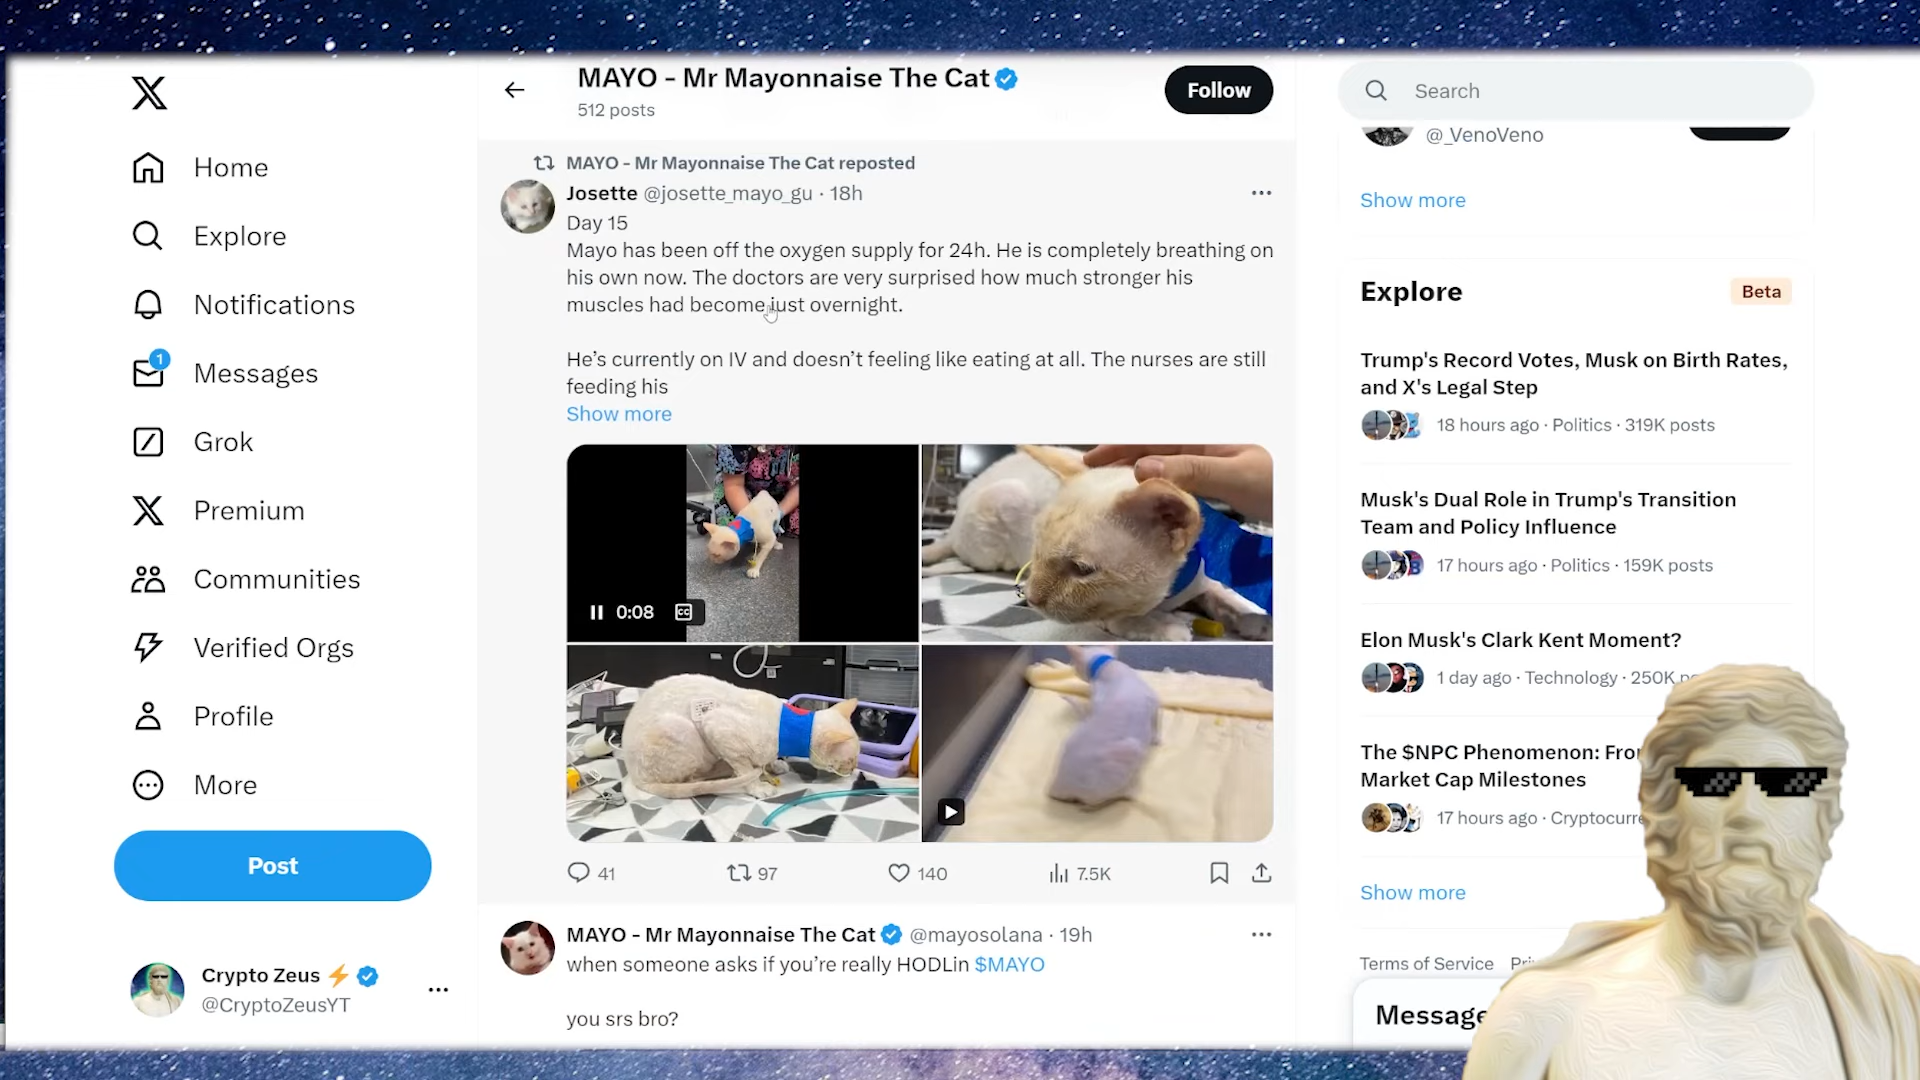 Home
Explore
Notifications
1
Messages
Grok
Premium
Communities
Verified Orgs
Profile
More
Post
Crypto Zeus
@CryptoZeusYT
MAYO - Mr Mayonnaise The Cat
512 posts
Follow
MAYO - Mr Mayonnaise The Cat reposted
Josette @josette_mayo_gu · 18h
Day 15
Mayo has been off the oxygen supply for 24h. He is completely breathing on
his own now. The doctors are very surprised how much stronger his
muscles had become just overnight.
He's currently on IV and doesn't feeling like eating at all. The nurses are still
feeding his
Show more
0:08 CC
41 97 140 7.5K
MAYO - Mr Mayonnaise The Cat @mayosolana · 19h
when someone asks if you're really HODLin $MAYO
you srs bro?
Search
@_VenoVeno
Show more
Explore Beta
Trump's Record Votes, Musk on Birth Rates,
and X's Legal Step
18 hours ago · Politics · 319K posts
Musk's Dual Role in Trump's Transition
Team and Policy Influence
17 hours ago · Politics · 159K posts
Elon Musk's Clark Kent Moment?
1 day ago · Technology · 250K
The $NPC Phenomenon:
Market Cap Milestones
17 hours ago ·
Show more
Terms of Service